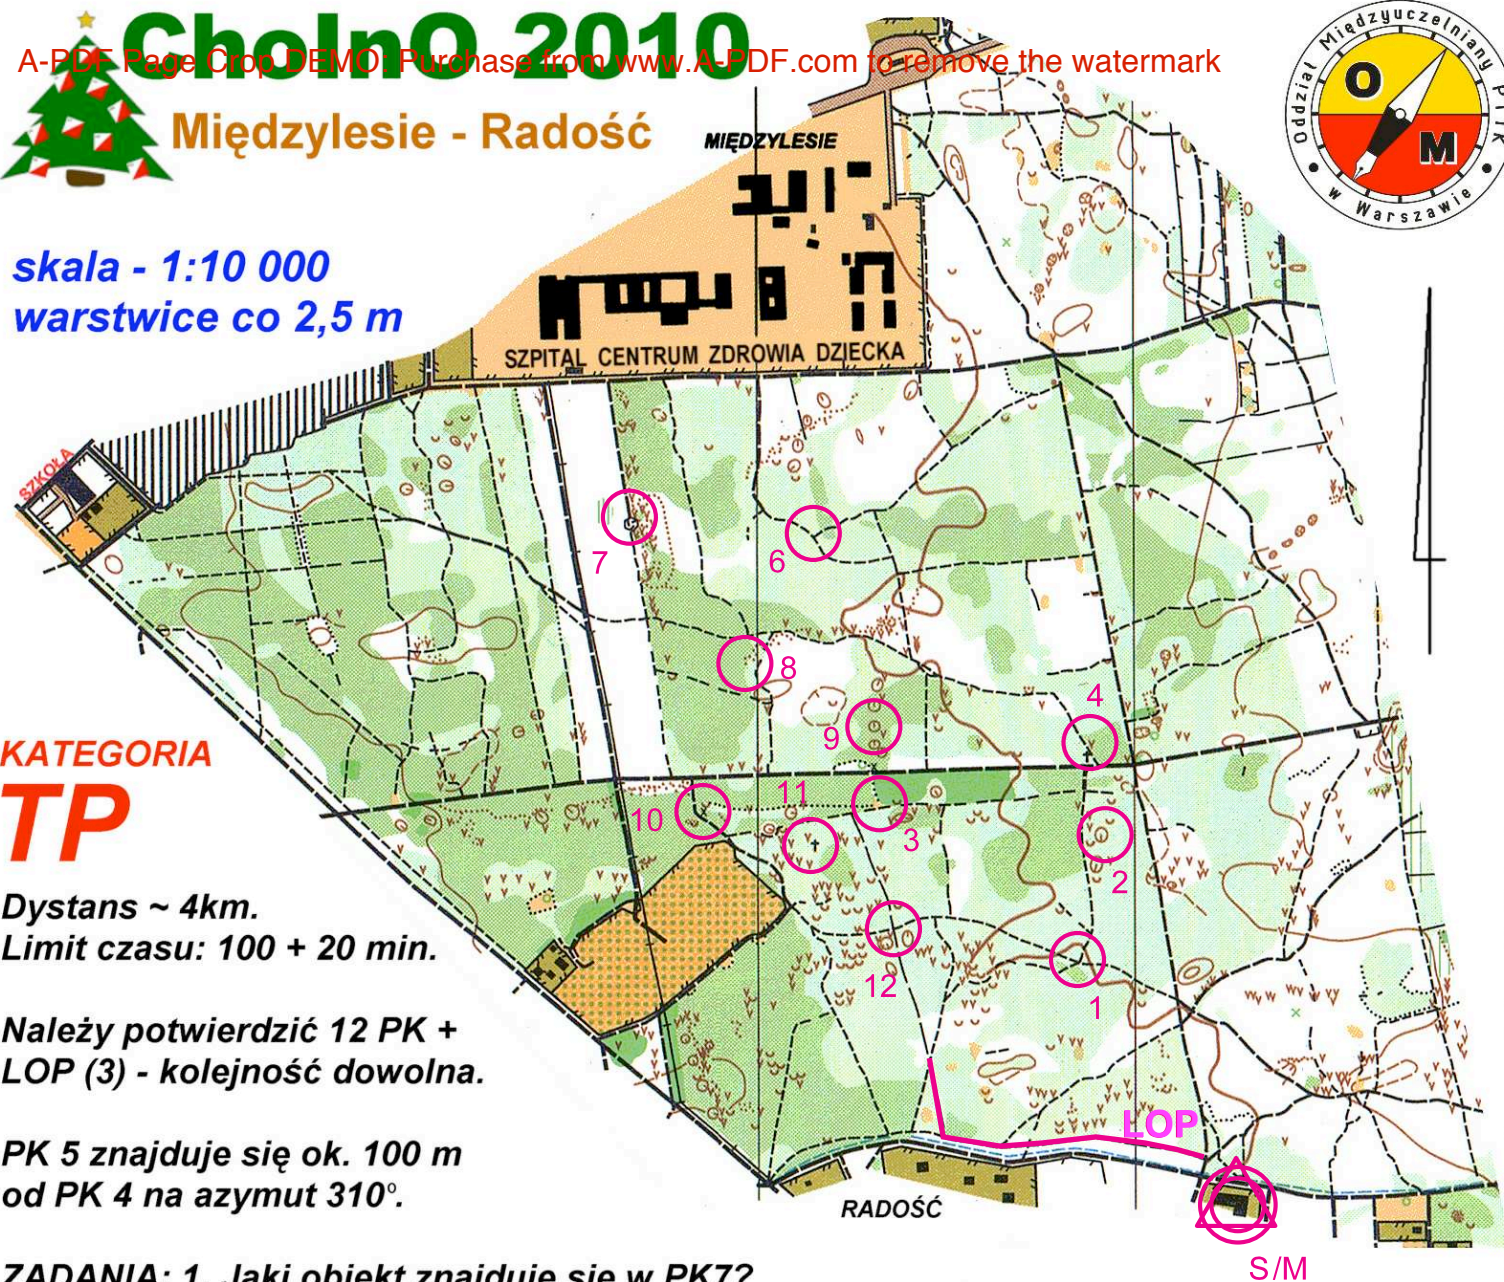 ChoInO 2010
A-PDF Page Crop DEMO: Purchase from www.A-PDF.com to remove the watermark
Międzylesie - Radość
Oddział Międzyuczelniany PTTK
w Warszawie
O
M
MIĘDZYLESIE
skala - 1:10 000
warstwice co 2,5 m
SZPITAL CENTRUM ZDROWIA DZIECKA
SZKOŁA
7
6
8
4
9
KATEGORIA
TP
11
10
3
2
Dystans ~ 4km.
Limit czasu: 100 + 20 min.
12
1
Należy potwierdzić 12 PK +
LOP (3) - kolejność dowolna.
LOP
PK 5 znajduje się ok. 100 m
od PK 4 na azymut 310°.
RADOŚĆ
ZADANIA: 1. Jaki obiekt znajduje się w PK7?
S/M